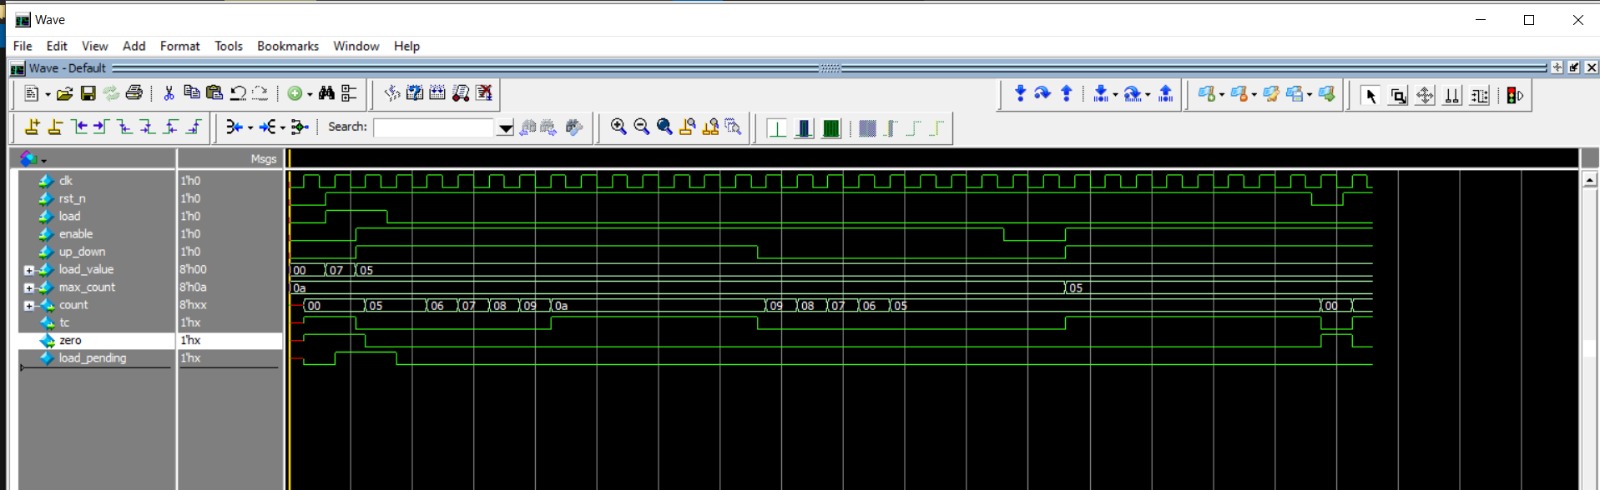 Wave
File Edit View Add Format Tools Bookmarks Window Help
Wave - Default
Search:
Msgs
clk 1'h0
rst_n 1'h0
load 1'h0
enable 1'h0
up_down 1'h0
load_value 8'h00 00 07 05
max_count 8'h0a 0a 05
count 8'hxx 00 05 06 07 08 09 0a 09 08 07 06 05 00
tc 1'hx
zero 1'hx
load_pending 1'hx